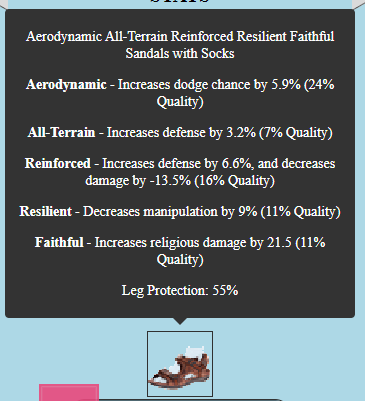 STATS
Aerodynamic All-Terrain Reinforced Resilient Faithful
Sandals with Socks
Aerodynamic - Increases dodge chance by 5.9% (24%
Quality)
All-Terrain - Increases defense by 3.2% (7% Quality)
Reinforced - Increases defense by 6.6%, and decreases
damage by -13.5% (16% Quality)
Resilient - Decreases manipulation by 9% (11% Quality)
Faithful - Increases religious damage by 21.5 (11%
Quality)
Leg Protection: 55%